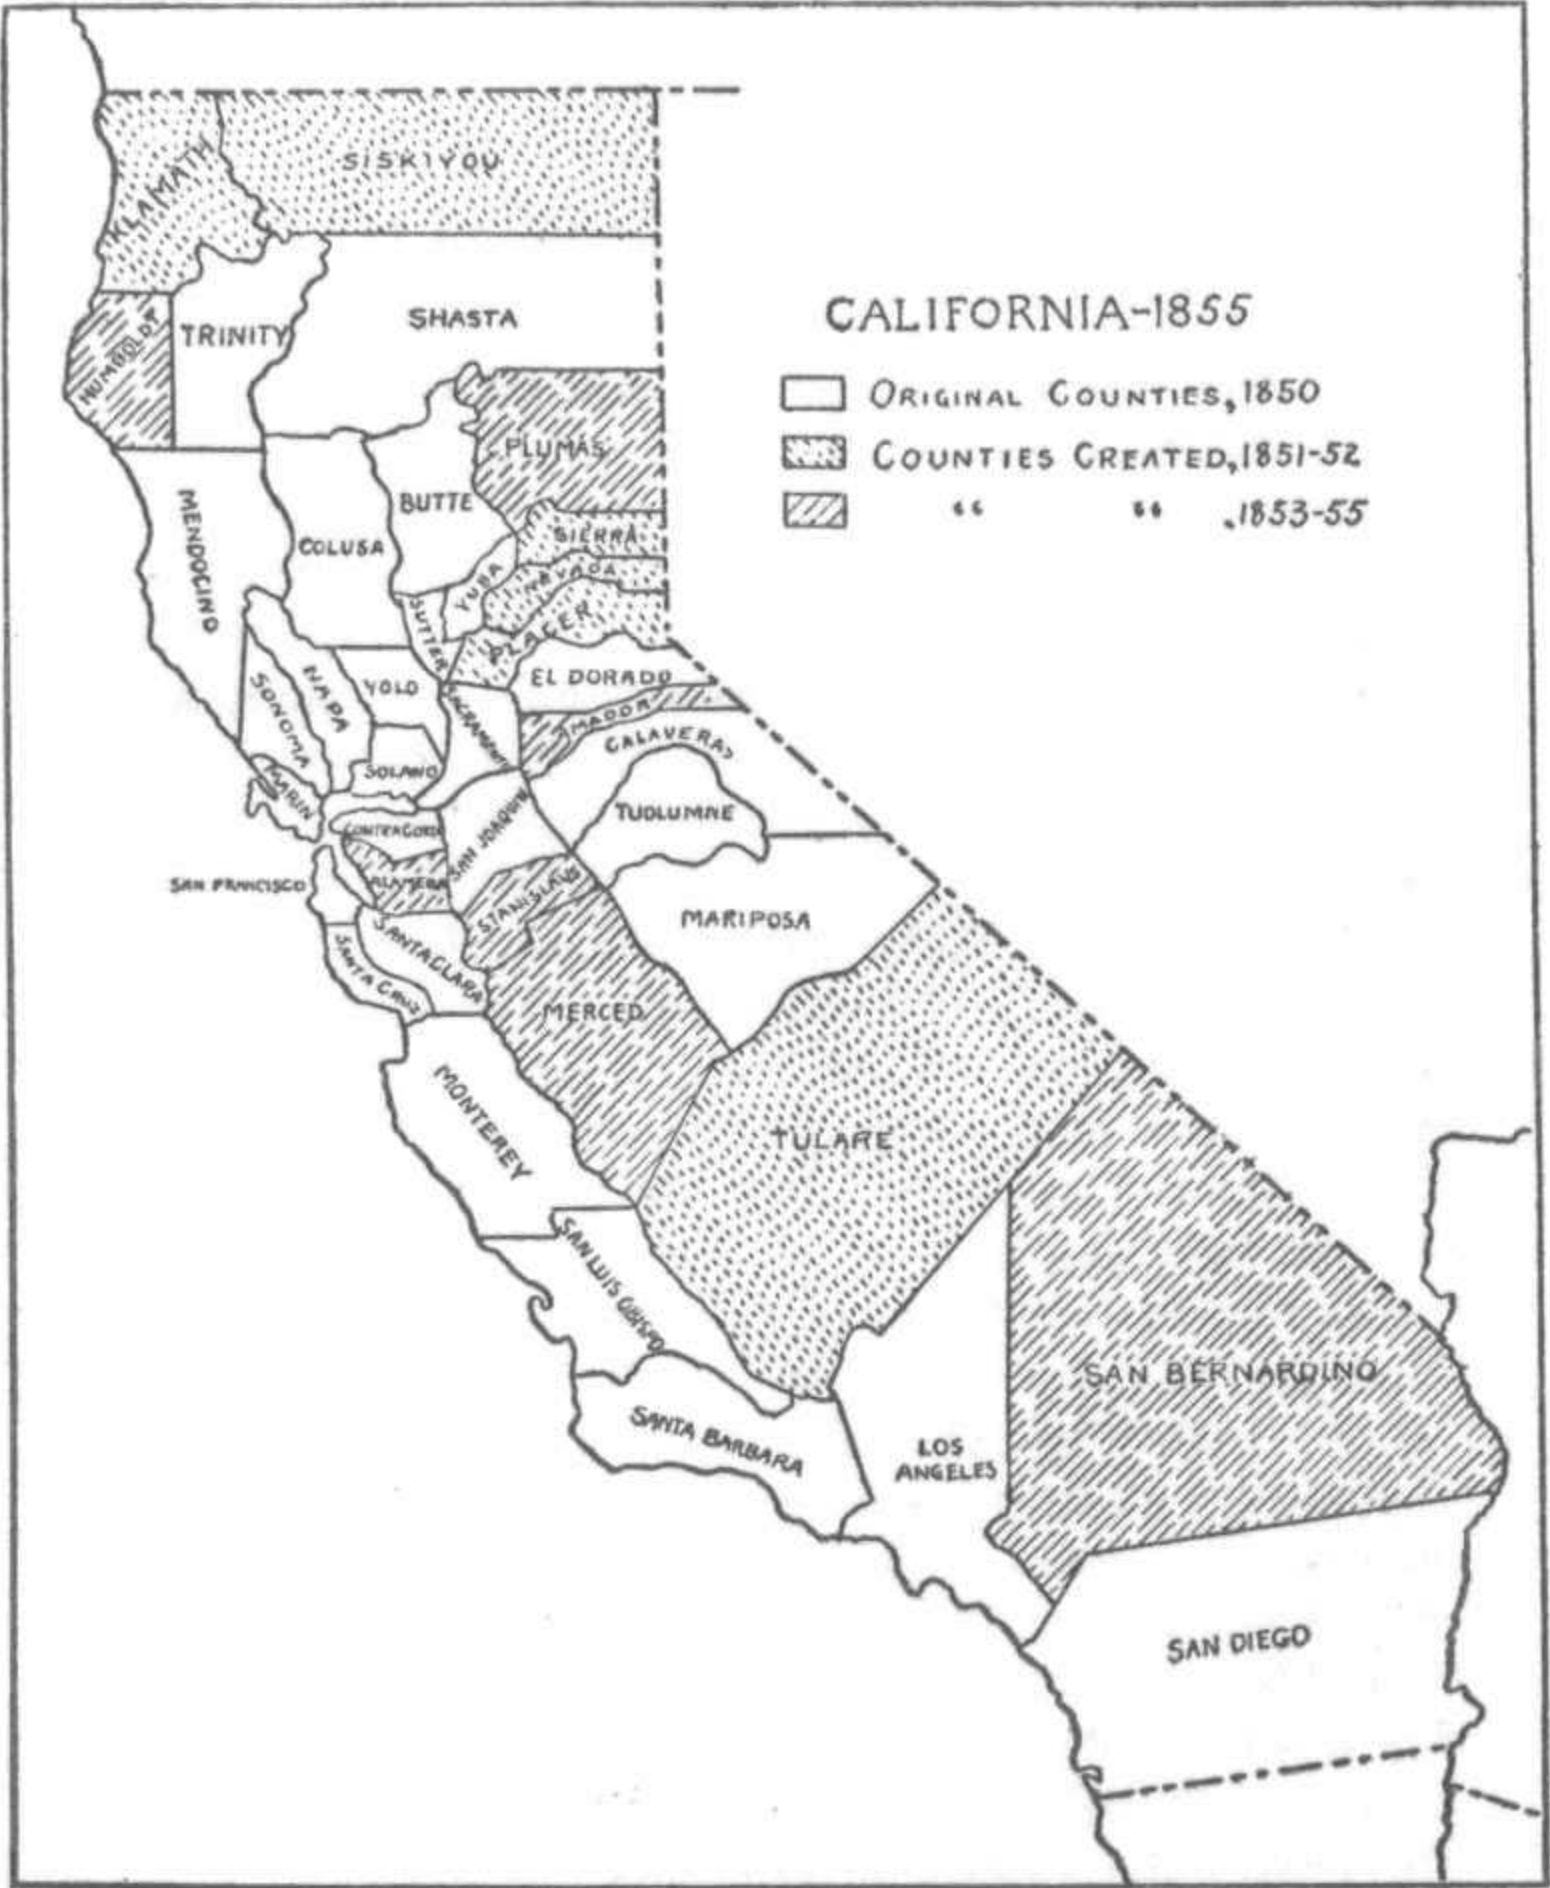 CALIFORNIA-1855
ORIGINAL COUNTIES, 1850
COUNTIES CREATED, 1851-52
“ “ , 1853-55
KLAMATH
SISKIYOU
HUMBOLDT
TRINITY
SHASTA
PLUMAS
MENDOCINO
COLUSA
BUTTE
SIERRA
NEVADA
YUBA
SUTTER
PLACER
EL DORADO
SONOMA
NAPA
YOLO
SACRAMENTO
AMADOR
CALAVERAS
SOLANO
MARIN
CONTRA COSTA
SAN JOAQUIN
TUOLUMNE
SAN FRANCISCO
ALAMEDA
STANISLAUS
MARIPOSA
SANTA CLARA
SANTA CRUZ
MERCED
MONTEREY
TULARE
SAN LUIS OBISPO
SAN BERNARDINO
SANTA BARBARA
LOS
ANGELES
SAN DIEGO